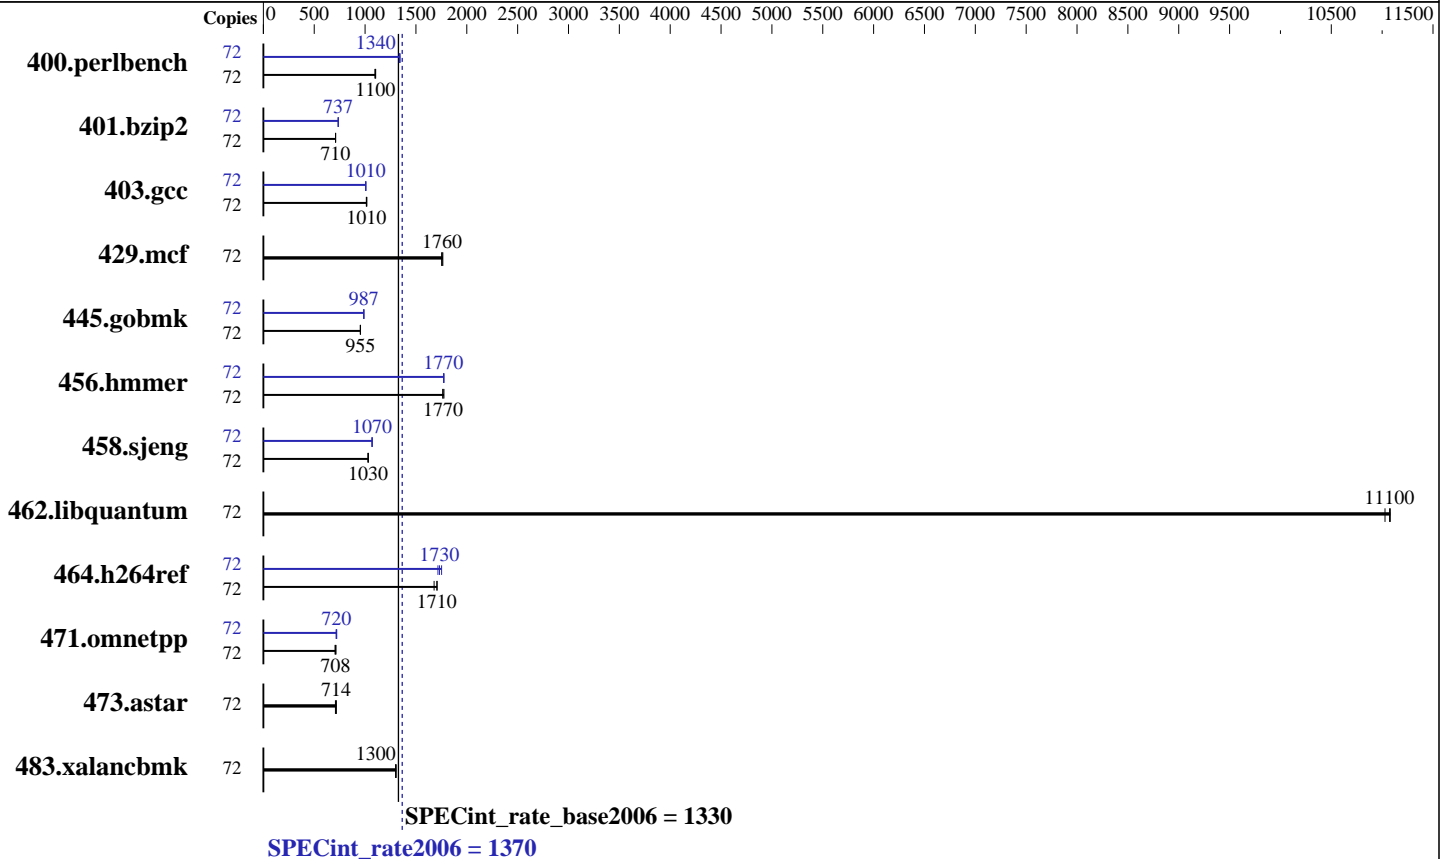 Copies 0 500 1000 1500 2000 2500 3000 3500 4000 4500 5000 5500 6000 6500 7000 7500 8000 8500 9000 9500 10500 11500
400.perlbench 72 1340
72 1100
401.bzip2 72 737
72 710
403.gcc 72 1010
72 1010
429.mcf 72 1760
445.gobmk 72 987
72 955
456.hmmer 72 1770
72 1770
458.sjeng 72 1070
72 1030
462.libquantum 72 11100
464.h264ref 72 1730
72 1710
471.omnetpp 72 720
72 708
473.astar 72 714
483.xalancbmk 72 1300
SPECint_rate_base2006 = 1330
SPECint_rate2006 = 1370